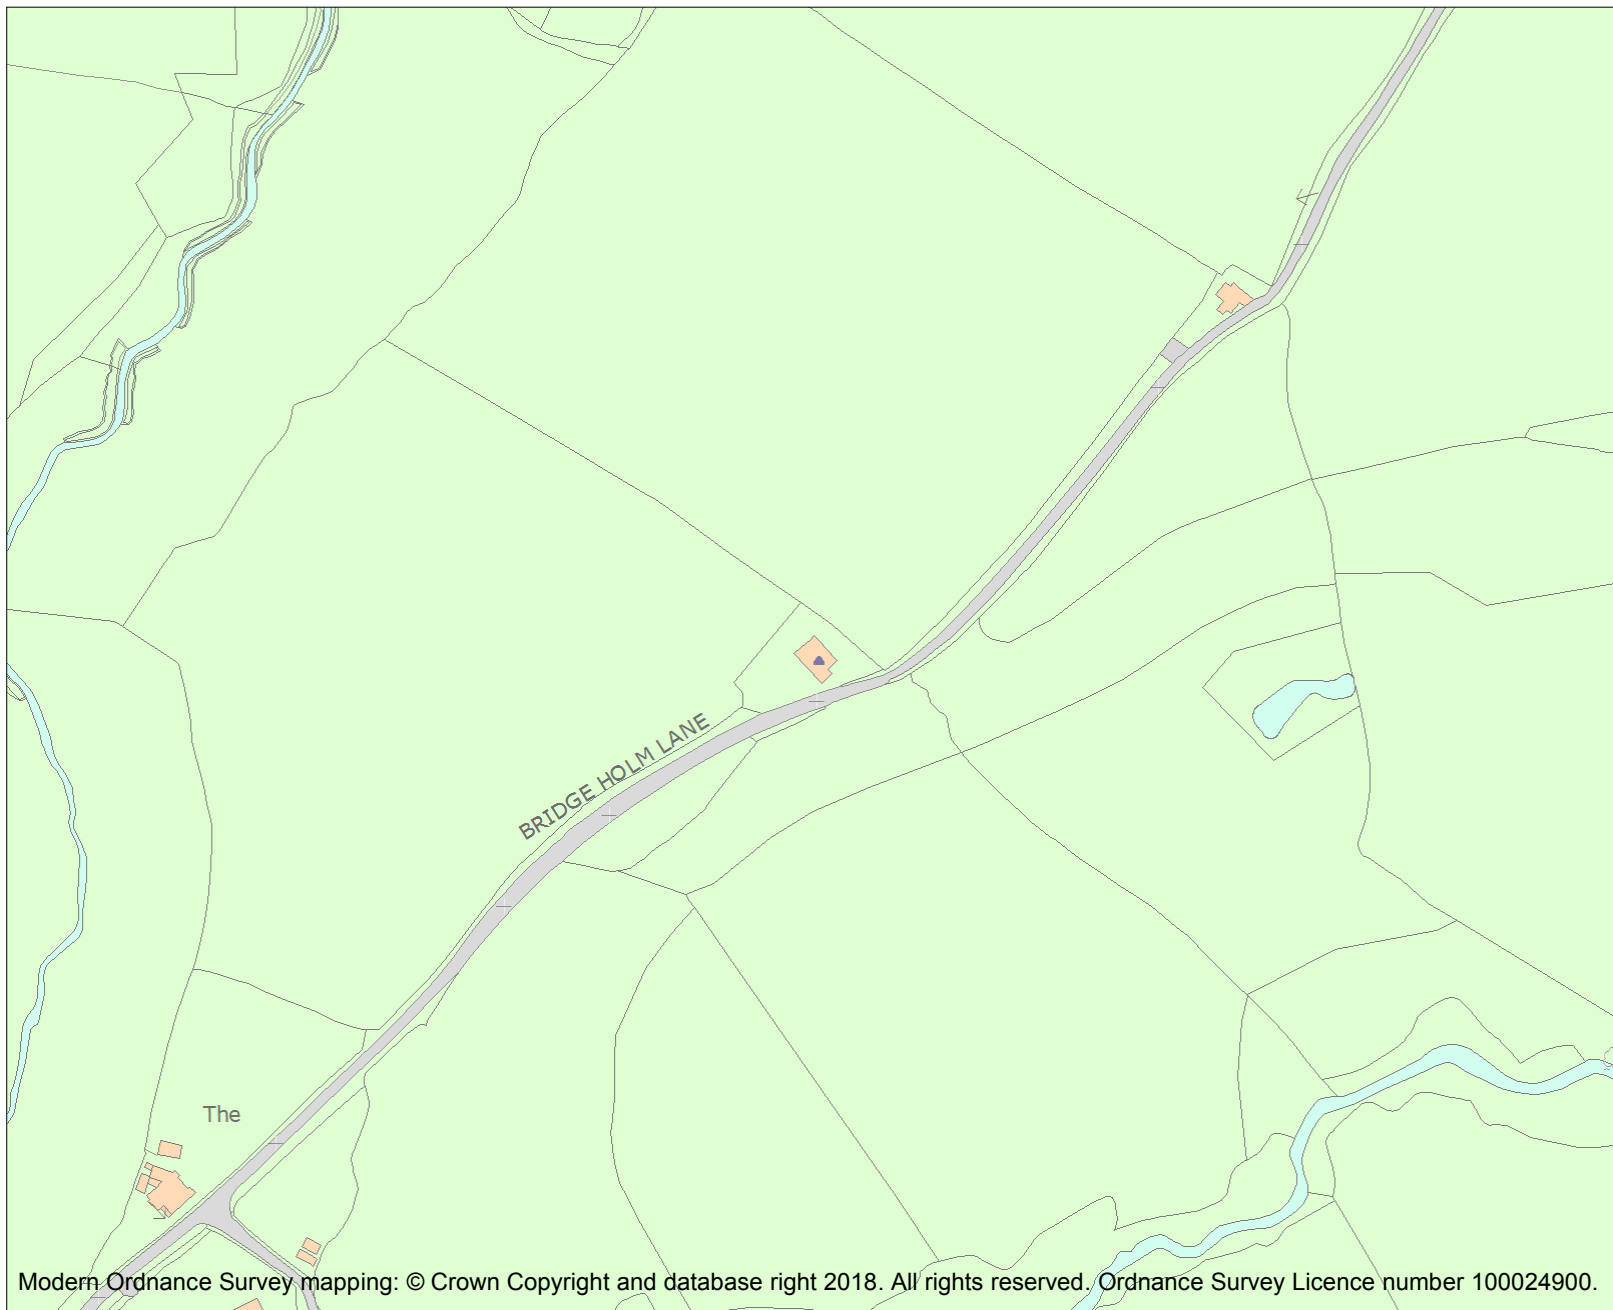 BRIDGE HOLM LANE
The
Modern Ordnance Survey mapping: © Crown Copyright and database right 2018. All rights reserved. Ordnance Survey Licence number 100024900.